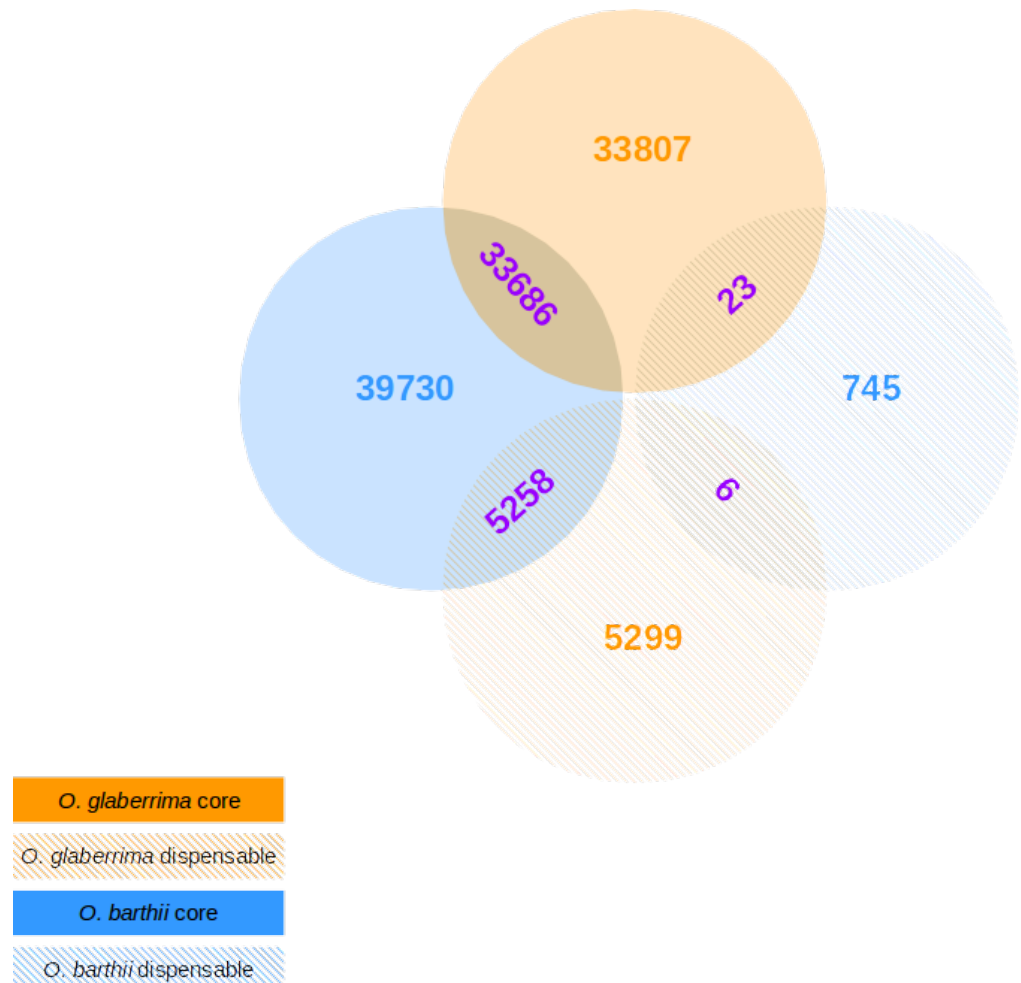 33807
33686
23
39730
745
5258
6
5299
O. glaberrima core
O. glaberrima dispensable
O. barthii core
O. barthii dispensable